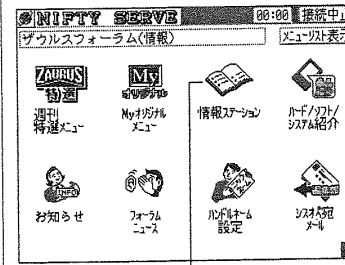 NIFTY SERVE 00:00 接続中
ザウルスフォーラム(情報) メニューリスト表示
ZAURUS 特選
週刊
特選メニュー
My オリジナル
Myオリジナル
メニュー
情報ステーション
ハード/ソフト/
システム紹介
INFO
お知らせ
フォーラム
ニュース
ハンドルネーム
設定
シスオペ宛
メール